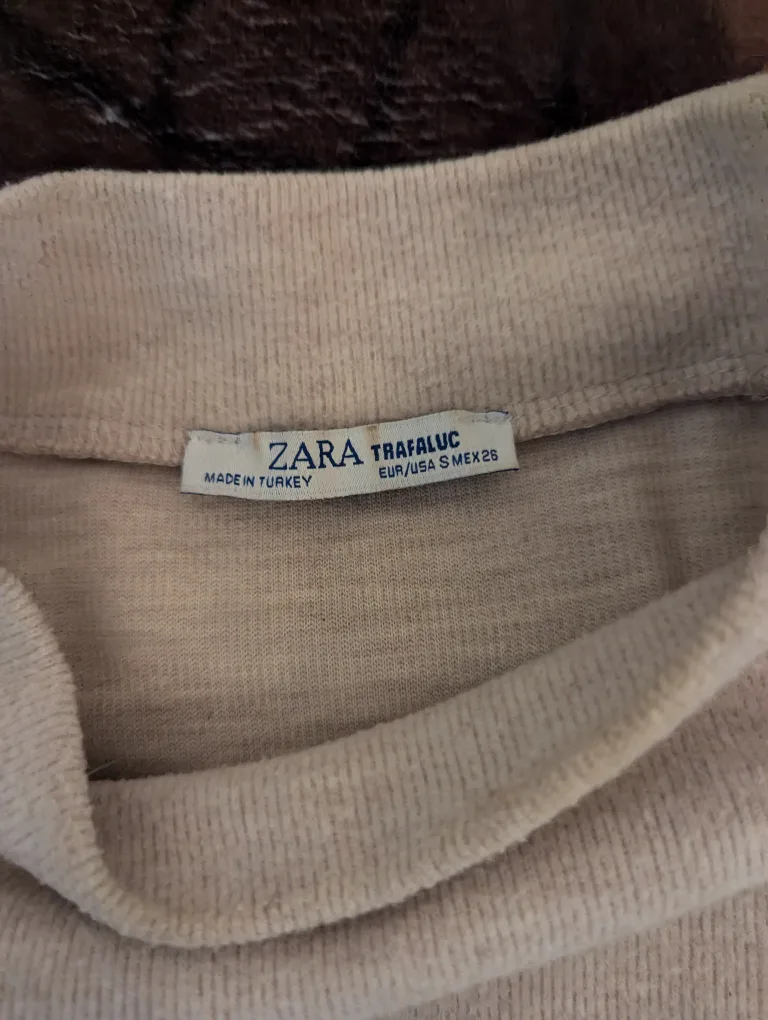 ZARA TRAFALUC
MADE IN TURKEY EUR/USA S MEX 26